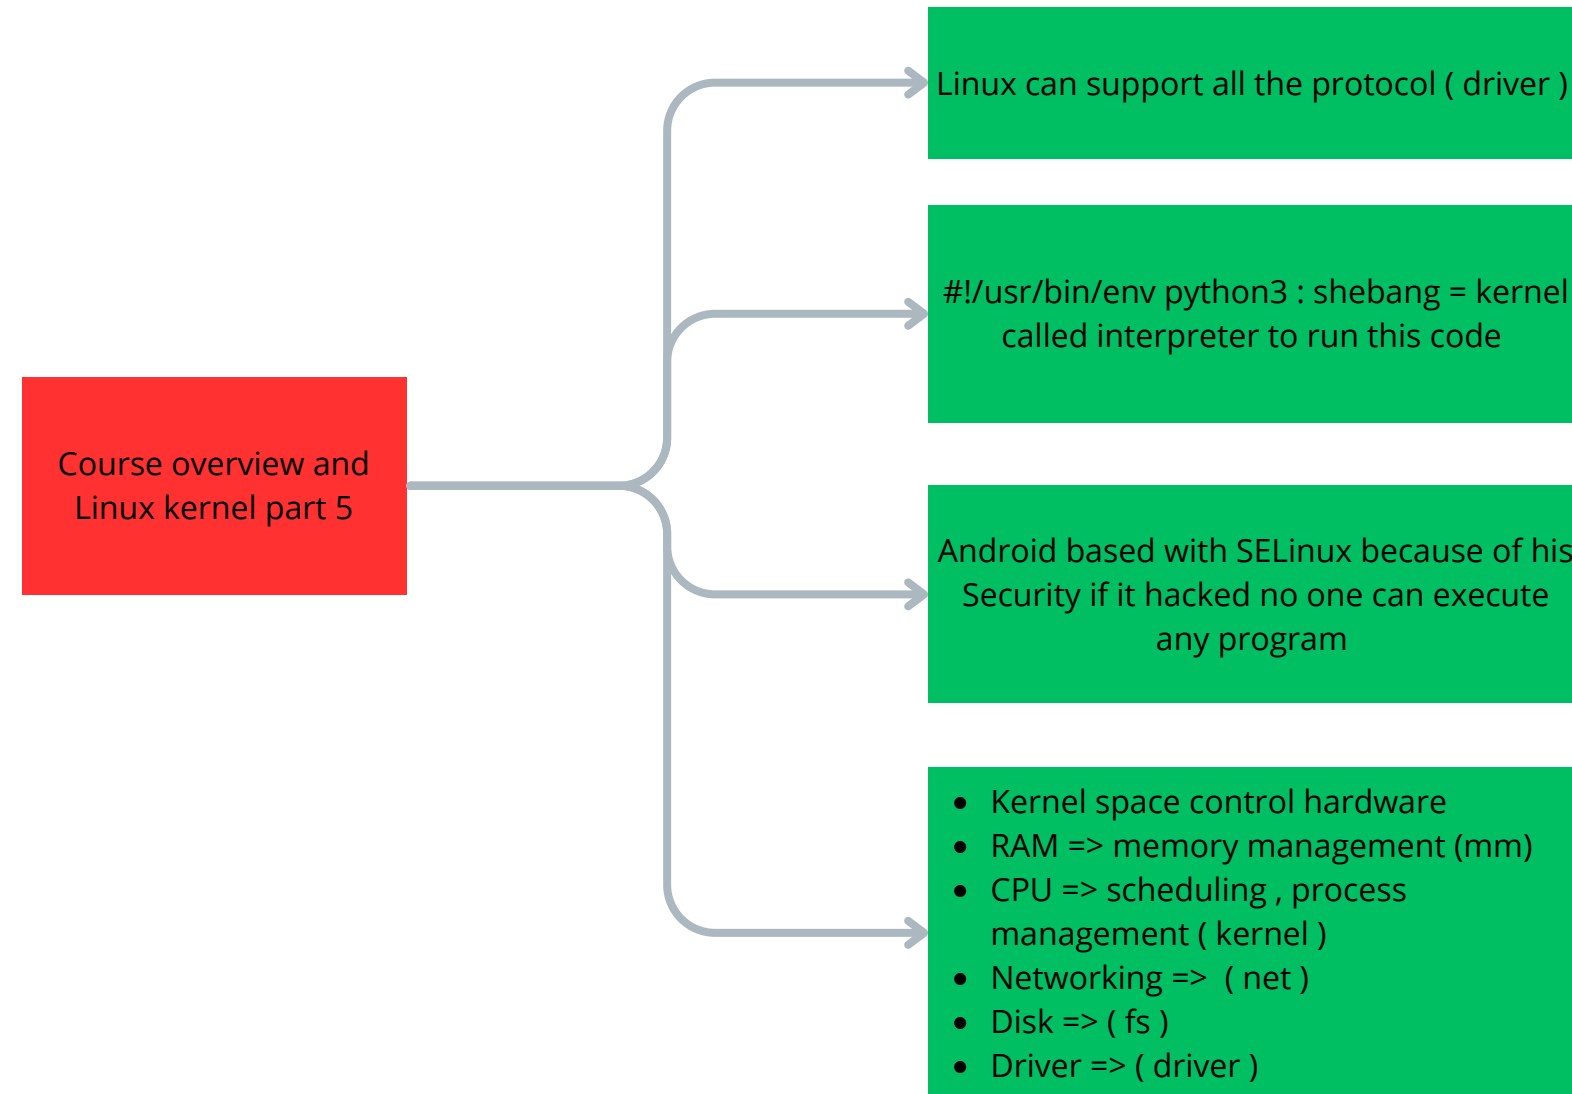 Course overview and
Linux kernel part 5
Linux can support all the protocol ( driver )
#!/usr/bin/env python3 : shebang = kernel
called interpreter to run this code
Android based with SELinux because of his
Security if it hacked no one can execute
any program
• Kernel space control hardware
• RAM => memory management (mm)
• CPU => scheduling , process
management ( kernel )
• Networking =>  ( net )
• Disk => ( fs )
• Driver => ( driver )